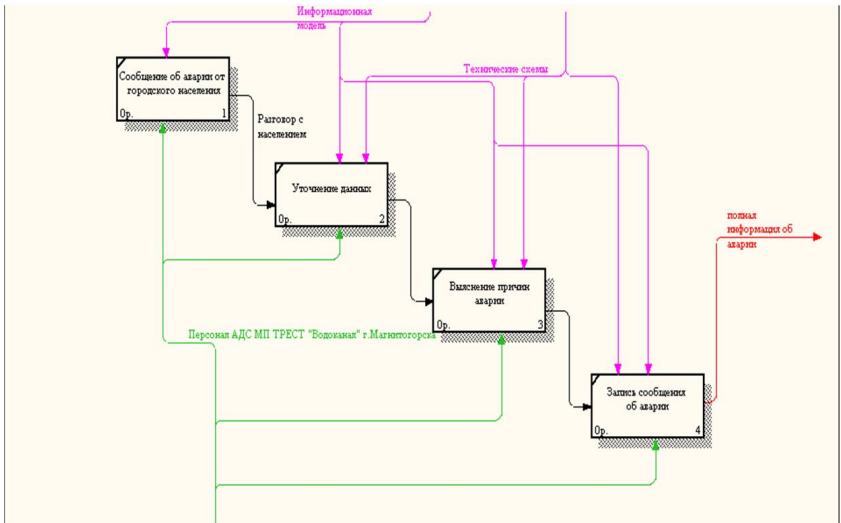 Информационная
модель
Сообщение об аварии от
городского населения
0р. 1
Технические схемы
Разговор с
населением
Уточнение данных
0р. 2
полная
информация об
аварии
Выяснение причин
аварии
0р. 3
Персонал АДС МП ТРЕСТ "Водоканал" г.Магнитогорска
Запись сообщения
об аварии
0р. 4